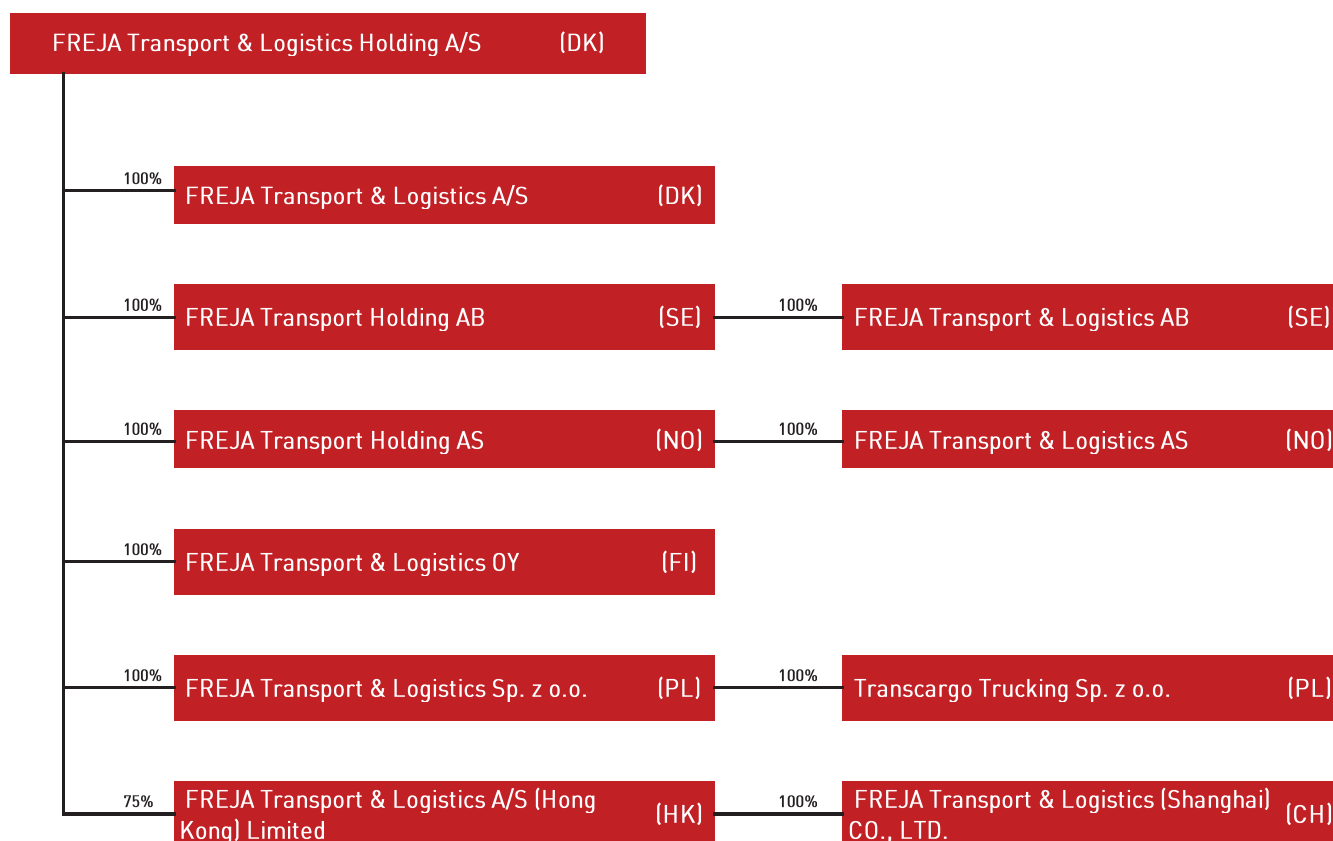 FREJA Transport & Logistics Holding A/S (DK)
100%
FREJA Transport & Logistics A/S (DK)
100%
FREJA Transport Holding AB (SE)
100%
FREJA Transport & Logistics AB (SE)
100%
FREJA Transport Holding AS (NO)
100%
FREJA Transport & Logistics AS (NO)
100%
FREJA Transport & Logistics OY (FI)
100%
FREJA Transport & Logistics Sp. z o.o. (PL)
100%
Transcargo Trucking Sp. z o.o. (PL)
75%
FREJA Transport & Logistics A/S (Hong
Kong) Limited (HK)
100%
FREJA Transport & Logistics (Shanghai)
CO., LTD. (CH)